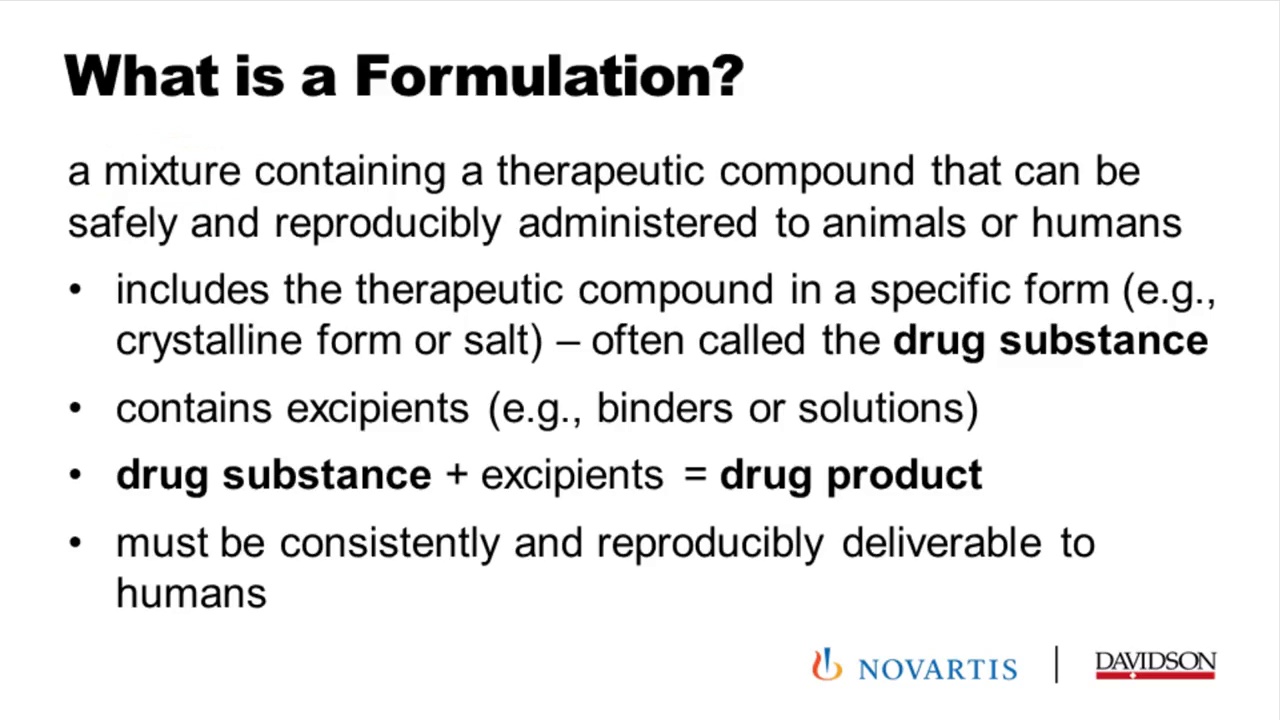 What is a Formulation?
a mixture containing a therapeutic compound that can be
safely and reproducibly administered to animals or humans
• includes the therapeutic compound in a specific form (e.g.,
crystalline form or salt) – often called the drug substance
• contains excipients (e.g., binders or solutions)
• drug substance + excipients = drug product
• must be consistently and reproducibly deliverable to
humans
NOVARTIS | DAVIDSON